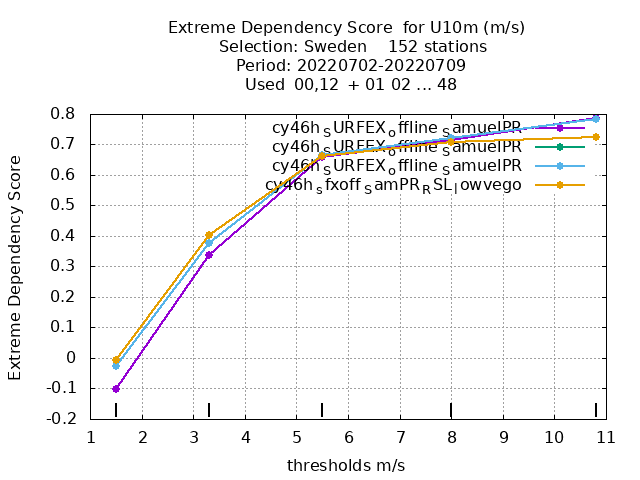 Extreme Dependency Score for U10m (m/s)
Selection: Sweden 152 stations
Period: 20220702-20220709
Used 00,12 + 01 02 ... 48
Extreme Dependency Score
0.8
0.7
0.6
0.5
0.4
0.3
0.2
0.1
0
-0.1
-0.2
cy46h_SURFEX_offline_SamuelPR
cy46h_SURFEX_offline_SamuelPR
cy46h_SURFEX_offline_SamuelPR
cy46h_sfxoff_SamPR_RSL_lowvego
1 2 3 4 5 6 7 8 9 10 11
thresholds m/s